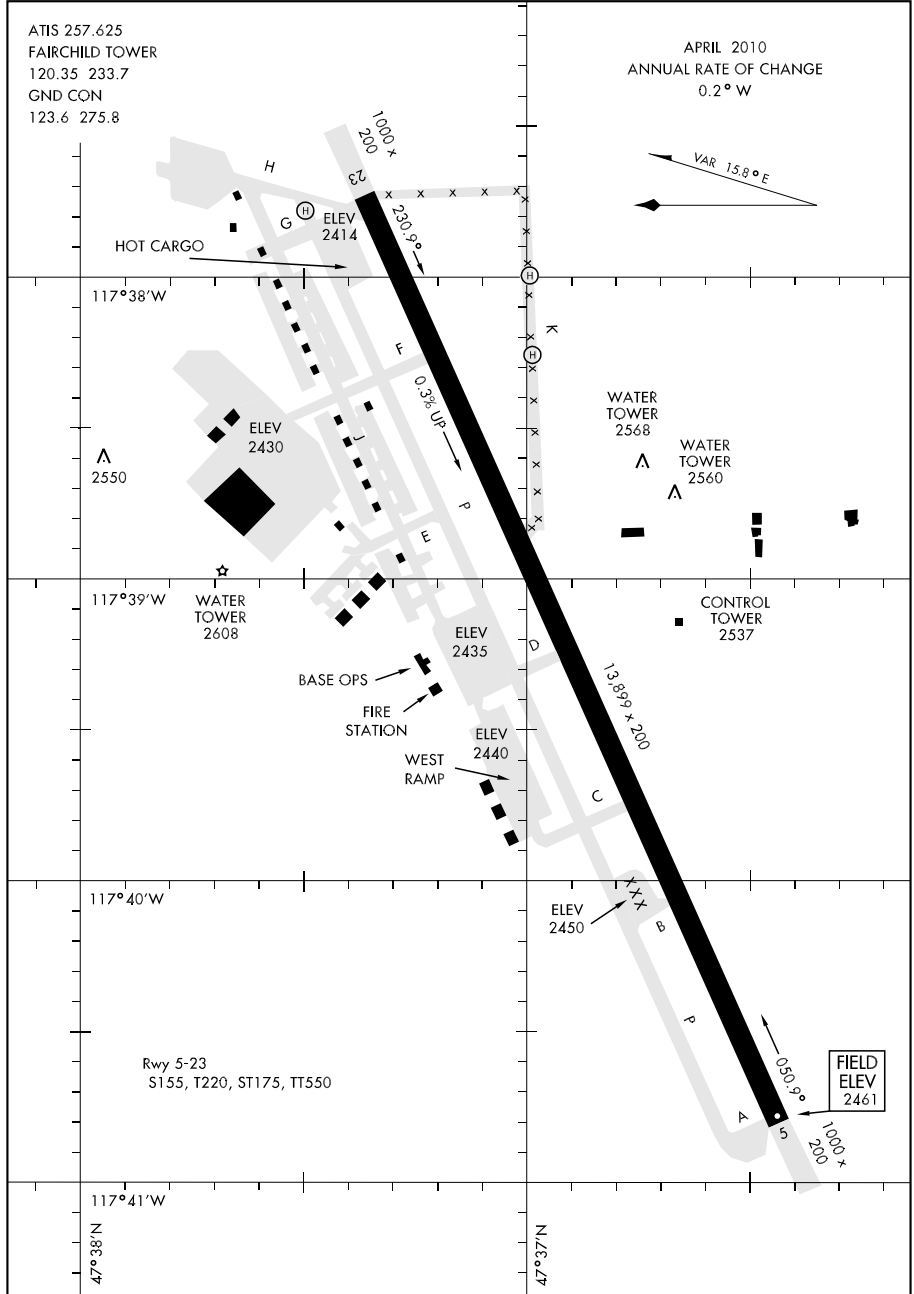 ATIS 257.625
FAIRCHILD TOWER
120.35 233.7
GND CON
123.6 275.8
APRIL 2010
ANNUAL RATE OF CHANGE
0.2° W
VAR 15.8° E
1000 x
200
23
H
H
G
ELEV
2414
230.9°
HOT CARGO
117°38'W
H
K
H
F
0.3% UP
WATER
TOWER
2568
WATER
TOWER
2560
ELEV
2430
J
2550
P
E
117°39'W
WATER
TOWER
2608
CONTROL
TOWER
2537
ELEV
2435
D
BASE OPS
13,899 x 200
FIRE
STATION
ELEV
2440
WEST
RAMP
C
117°40'W
ELEV
2450
B
P
Rwy 5-23
S155, T220, ST175, TT550
050.9°
FIELD
ELEV
2461
A
5
1000 x
200
117°41'W
47°38'N
47°37'N